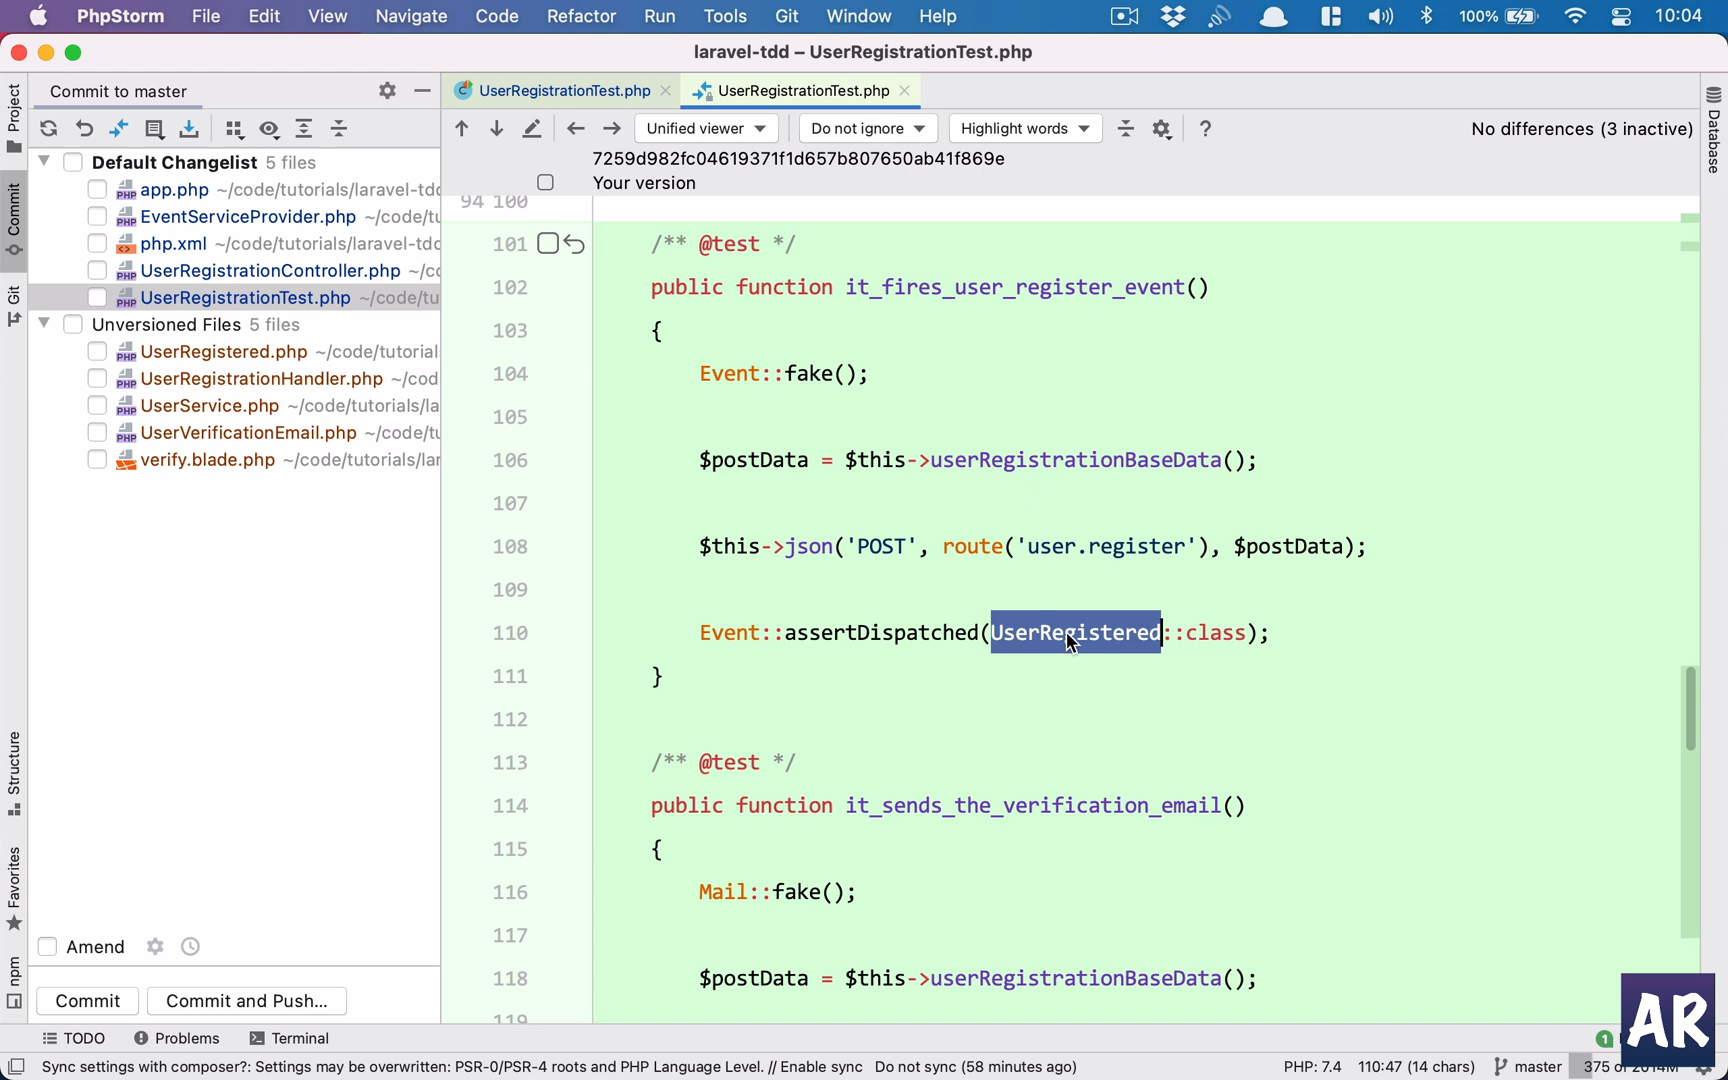 PhpStorm File Edit View Navigate Code Refactor Run Tools Git Window Help 100% 10:04
laravel-tdd – UserRegistrationTest.php
Project
Commit
Git
Structure
Favorites
npm
Commit to master
UserRegistrationTest.php
UserRegistrationTest.php
Database
Unified viewer Do not ignore Highlight words ? No differences (3 inactive)
7259d982fc04619371f1d657b807650ab41f869e
Your version
Default Changelist 5 files
app.php ~/code/tutorials/laravel-tdd
EventServiceProvider.php ~/code/tu
php.xml ~/code/tutorials/laravel-tdd
UserRegistrationController.php ~/co
UserRegistrationTest.php ~/code/tu
Unversioned Files 5 files
UserRegistered.php ~/code/tutorial
UserRegistrationHandler.php ~/cod
UserService.php ~/code/tutorials/la
UserVerificationEmail.php ~/code/tu
verify.blade.php ~/code/tutorials/lar
Amend
Commit Commit and Push...
94 100
101 /** @test */
102 public function it_fires_user_register_event()
103 {
104 Event::fake();
105
106 $postData = $this->userRegistrationBaseData();
107
108 $this->json('POST', route('user.register'), $postData);
109
110 Event::assertDispatched(UserRegistered::class);
111 }
112
113 /** @test */
114 public function it_sends_the_verification_email()
115 {
116 Mail::fake();
117
118 $postData = $this->userRegistrationBaseData();
119
AR
TODO Problems Terminal 1
Sync settings with composer?: Settings may be overwritten: PSR-0/PSR-4 roots and PHP Language Level. // Enable sync Do not sync (58 minutes ago) PHP: 7.4 110:47 (14 chars) master 375 of 2014M